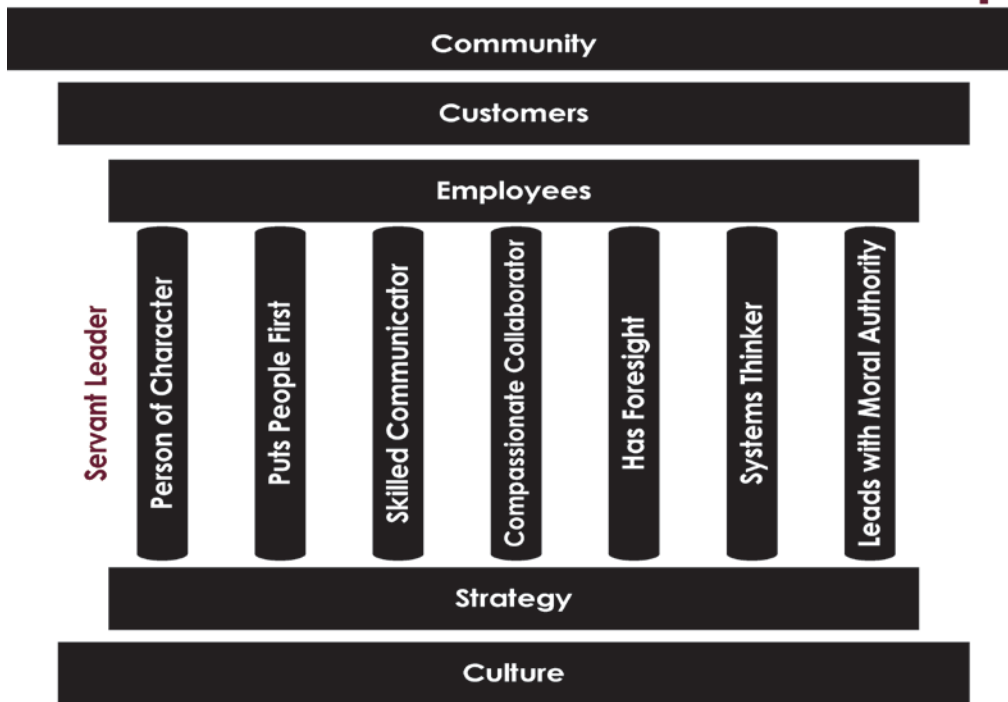 Community
Customers
Employees
Servant Leader
Person of Character
Puts People First
Skilled Communicator
Compassionate Collaborator
Has Foresight
Systems Thinker
Leads with Moral Authority
Strategy
Culture